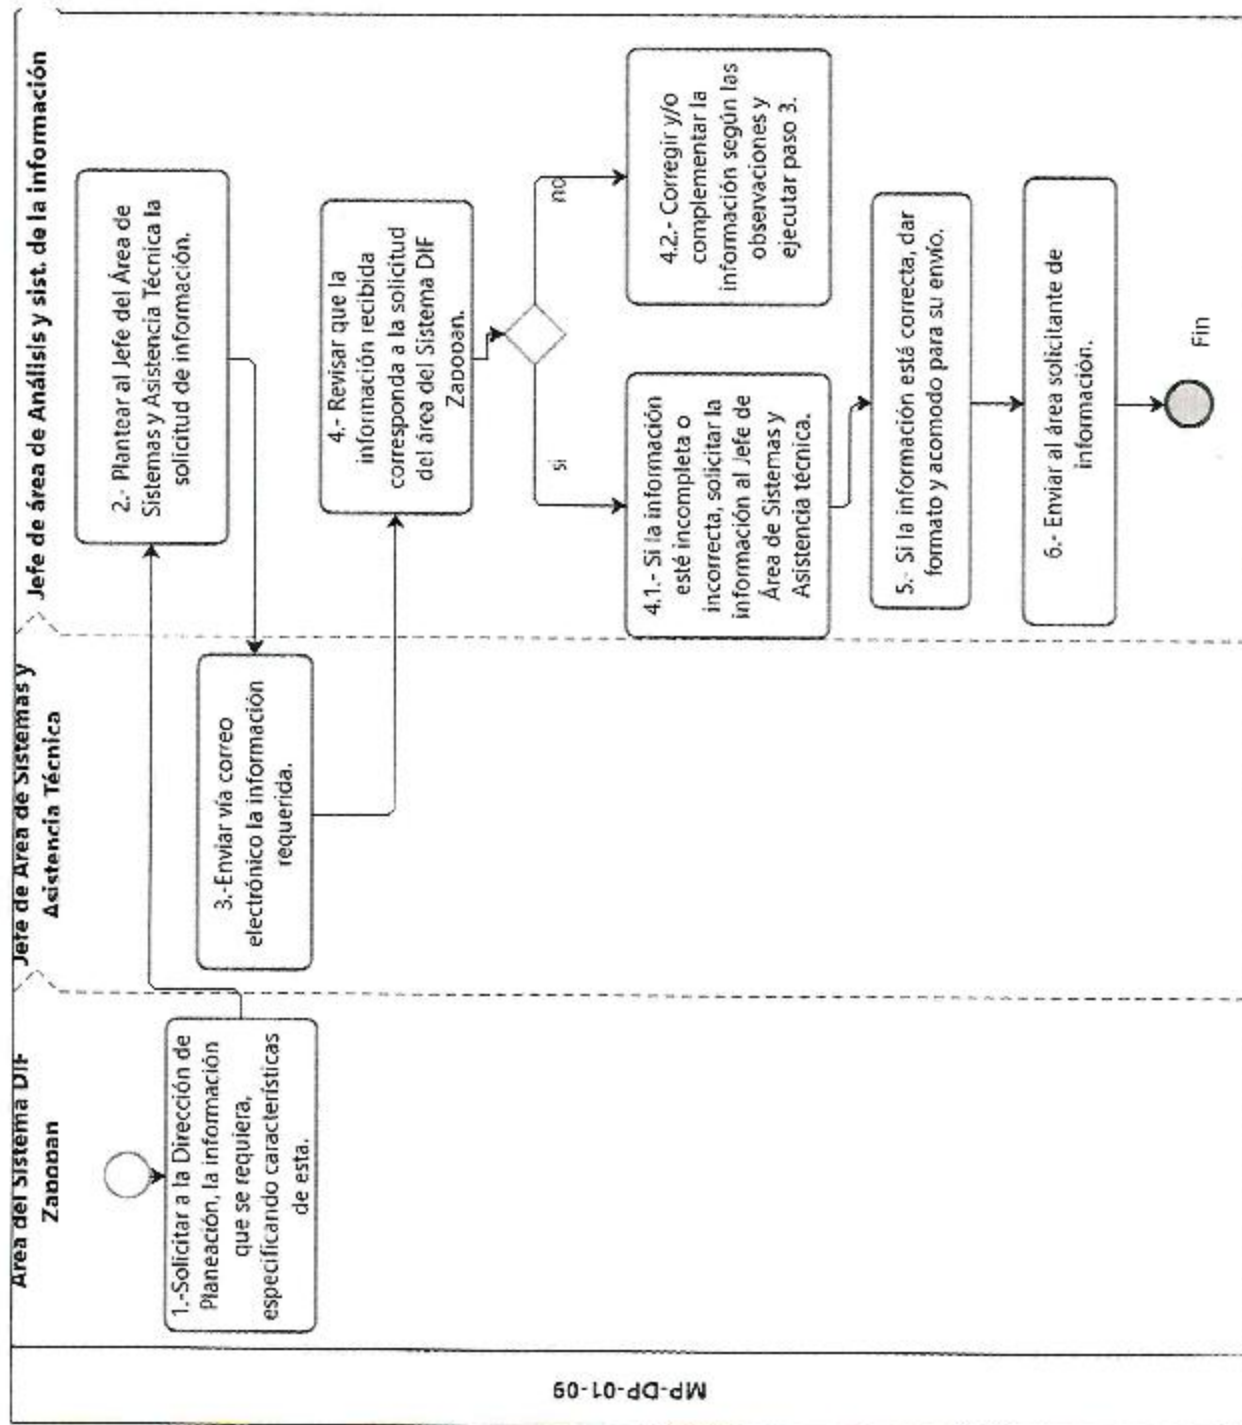 MP-DP-01-09
Area del Sistema DIF
Zapopan
Jefe de Area de Sistemas y
Asistencia Técnica
Jefe de área de Análisis y sist. de la información
1.-Solicitar a la Dirección de
Planeación, la información
que se requiera,
especificando características
de esta.
2.- Plantear al Jefe del Área de
Sistemas y Asistencia Técnica la
solicitud de información.
3.-Enviar vía correo
electrónico la información
requerida.
4.- Revisar que la
información recibida
corresponda a la solicitud
del área del Sistema DIF
Zapopan.
si
no
4.1.- Si la información
esté incompleta o
incorrecta, solicitar la
información al Jefe de
Área de Sistemas y
Asistencia técnica.
4.2.- Corregir y/o
complementar la
información según las
observaciones y
ejecutar paso 3.
5.- Si la información está correcta, dar
formato y acomodo para su envío.
6.- Enviar al área solicitante de
información.
Fin